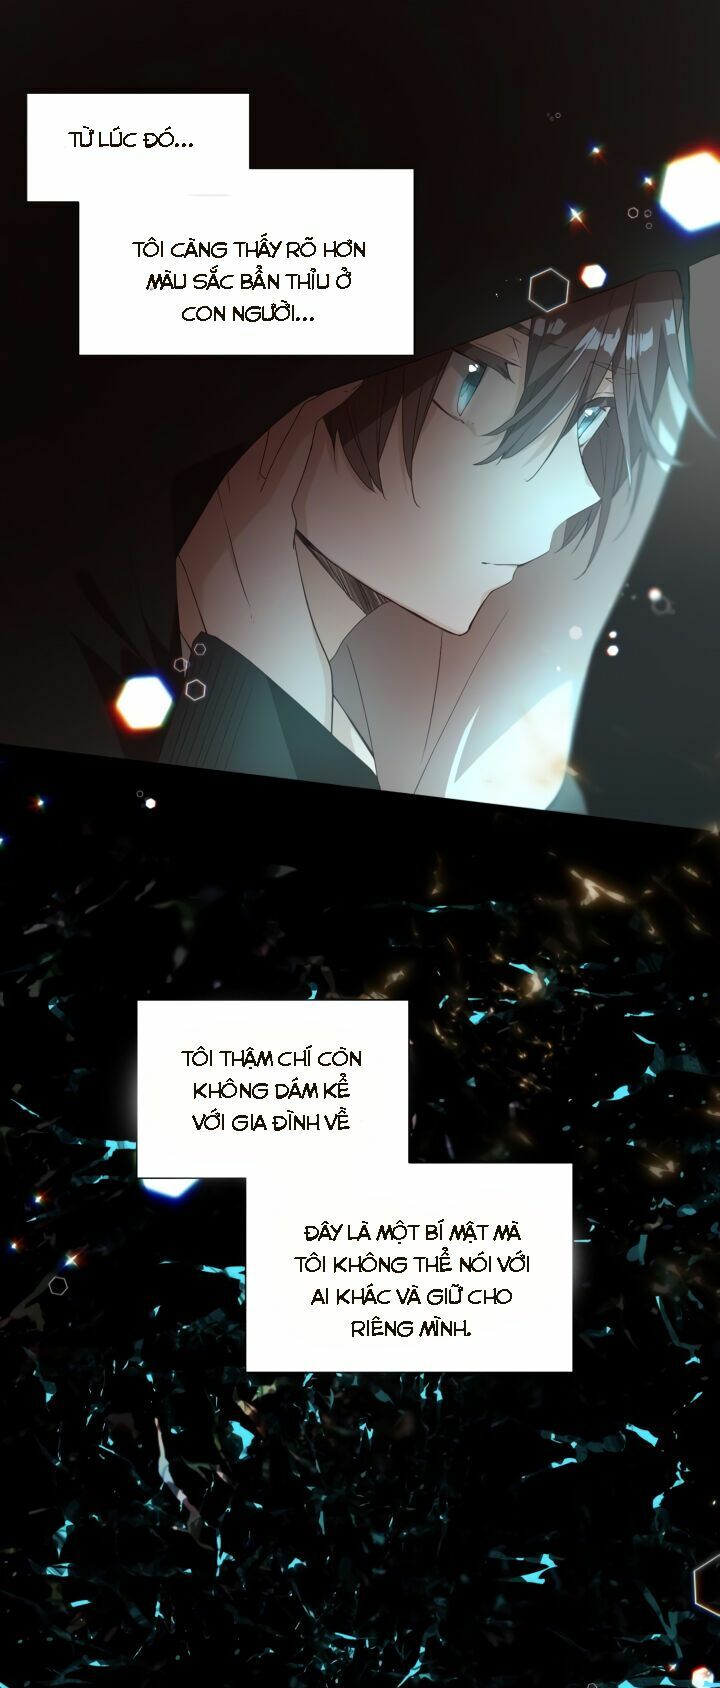 TỪ LÚC ĐÓ...
TÔI CÀNG THẤY RÕ HƠN
MÀU SẮC BẨN THỈU Ở
CON NGƯỜI...
TÔI THẬM CHÍ CÒN
KHÔNG DÁM KỂ
VỚI GIA ĐÌNH VỀ
ĐÂY LÀ MỘT BÍ MẬT MÀ
TÔI KHÔNG THỂ NÓI VỚI
AI KHÁC VÀ GIỮ CHO
RIÊNG MÌNH.